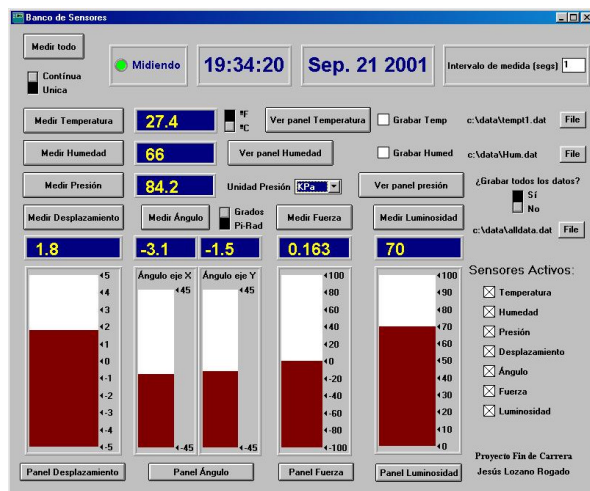 Banco de Sensores
Medir todo
Contínua
Unica
Midiendo
19:34:20
Sep. 21 2001
Intervalo de medida (segs) 1
Medir Temperatura 27.4 ºF
ºC
Ver panel Temperatura Grabar Temp c:\data\tempt1.dat File
Medir Humedad 66 Ver panel Humedad Grabar Humed c:\data\Hum.dat File
Medir Presión 84.2 Unidad Presión KPa Ver panel presión
¿Grabar todos los datos?
Sí
No
c:\data\alldata.dat File
Medir Desplazamiento Medir Ángulo Grados
Pi-Rad
Medir Fuerza Medir Luminosidad
1.8 -3.1 -1.5 0.163 70
5
4
3
2
1
0
-1
-2
-3
-4
-5
Ángulo eje X
45
-45
Ángulo eje Y
45
-45
100
80
60
40
20
0
-20
-40
-60
-80
-100
100
90
80
70
60
50
40
30
20
10
0
Sensores Activos:
Temperatura
Humedad
Presión
Desplazamiento
Ángulo
Fuerza
Luminosidad
Panel Desplazamiento Panel Ángulo Panel Fuerza Panel Luminosidad
Proyecto Fin de Carrera
Jesús Lozano Rogado